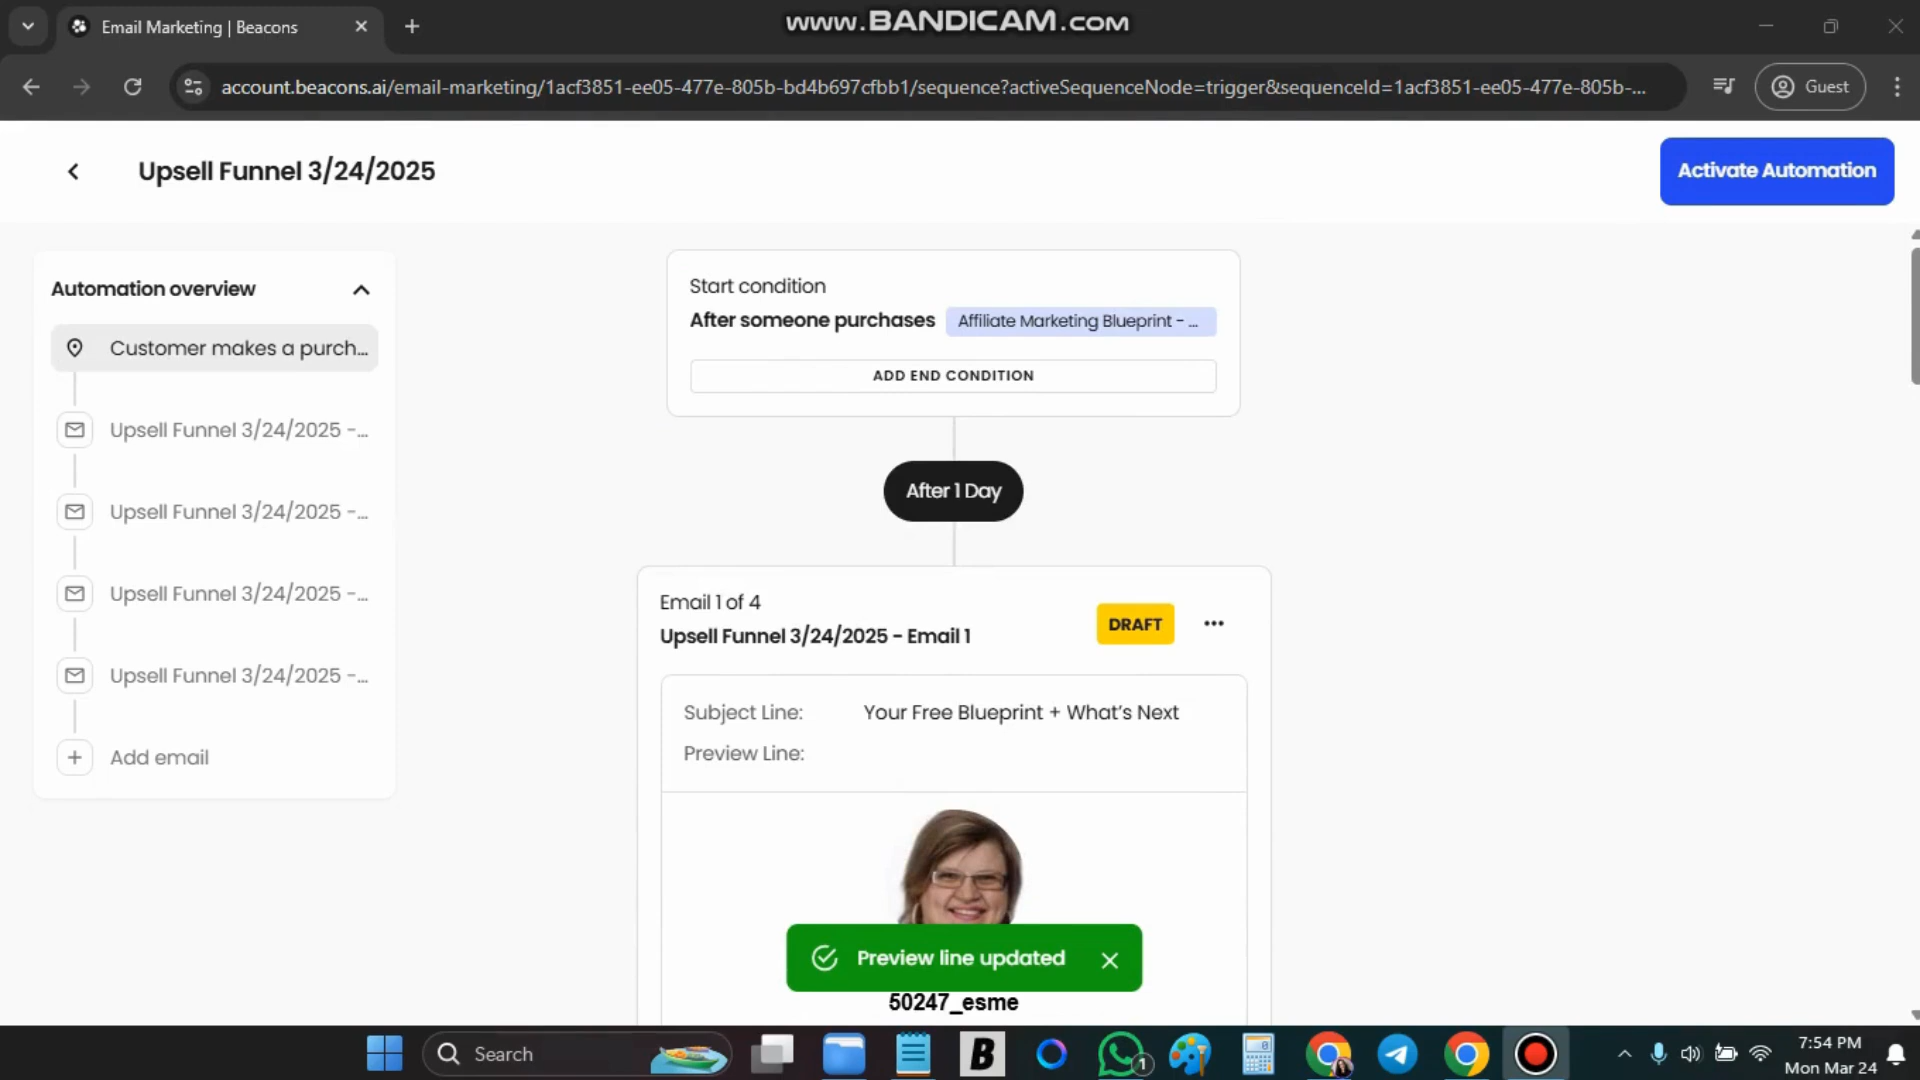 Email Marketing | Beacons
www.BANDICAM.com
account.beacons.ai/email-marketing/1acf3851-ee05-477e-805b-bd4b697cfbb1/sequence?activeSequenceNode=trigger&sequenceId=1acf3851-ee05-477e-805b-...
Guest
Upsell Funnel 3/24/2025
Activate Automation
Automation overview
Customer makes a purch...
Upsell Funnel 3/24/2025 -...
Upsell Funnel 3/24/2025 -...
Upsell Funnel 3/24/2025 -...
Upsell Funnel 3/24/2025 -...
Add email
Start condition
After someone purchases Affiliate Marketing Blueprint - ...
ADD END CONDITION
After 1 Day
Email 1 of 4
Upsell Funnel 3/24/2025 - Email 1
DRAFT
Subject Line: Your Free Blueprint + What's Next
Preview Line:
Preview line updated
50247_esme
Search
B
1
7:54 PM
Mon Mar 24